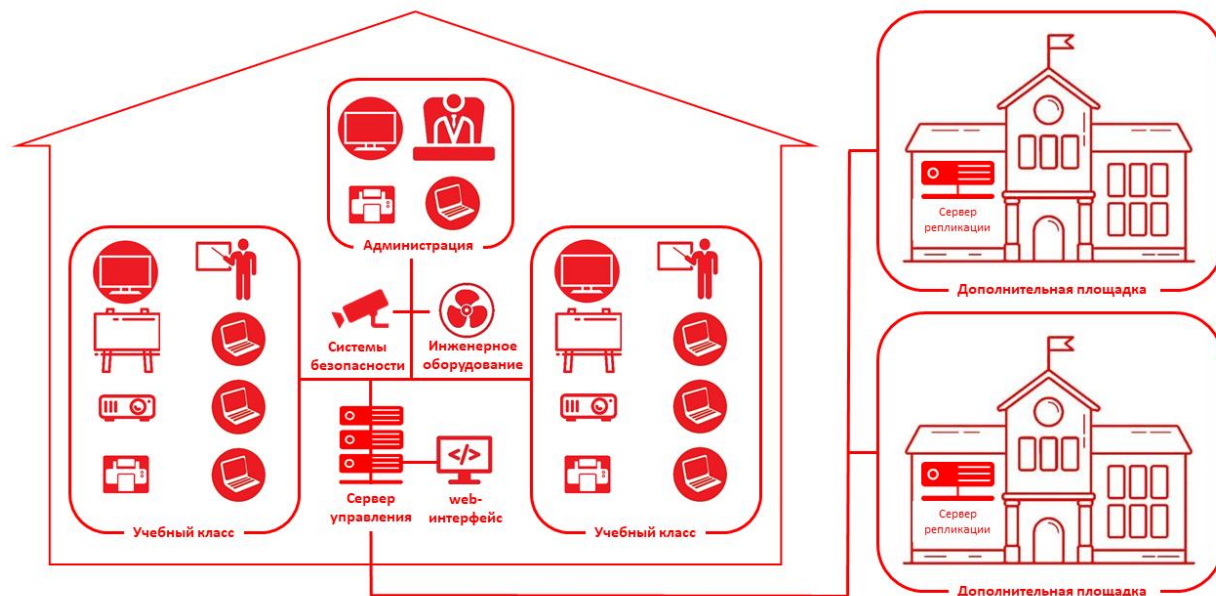 Администрация
Системы
безопасности
Инженерное
оборудование
</>
Сервер
управления
web-
интерфейс
Учебный класс
Учебный класс
Сервер
репликации
Дополнительная площадка
Сервер
репликации
Дополнительная площадка